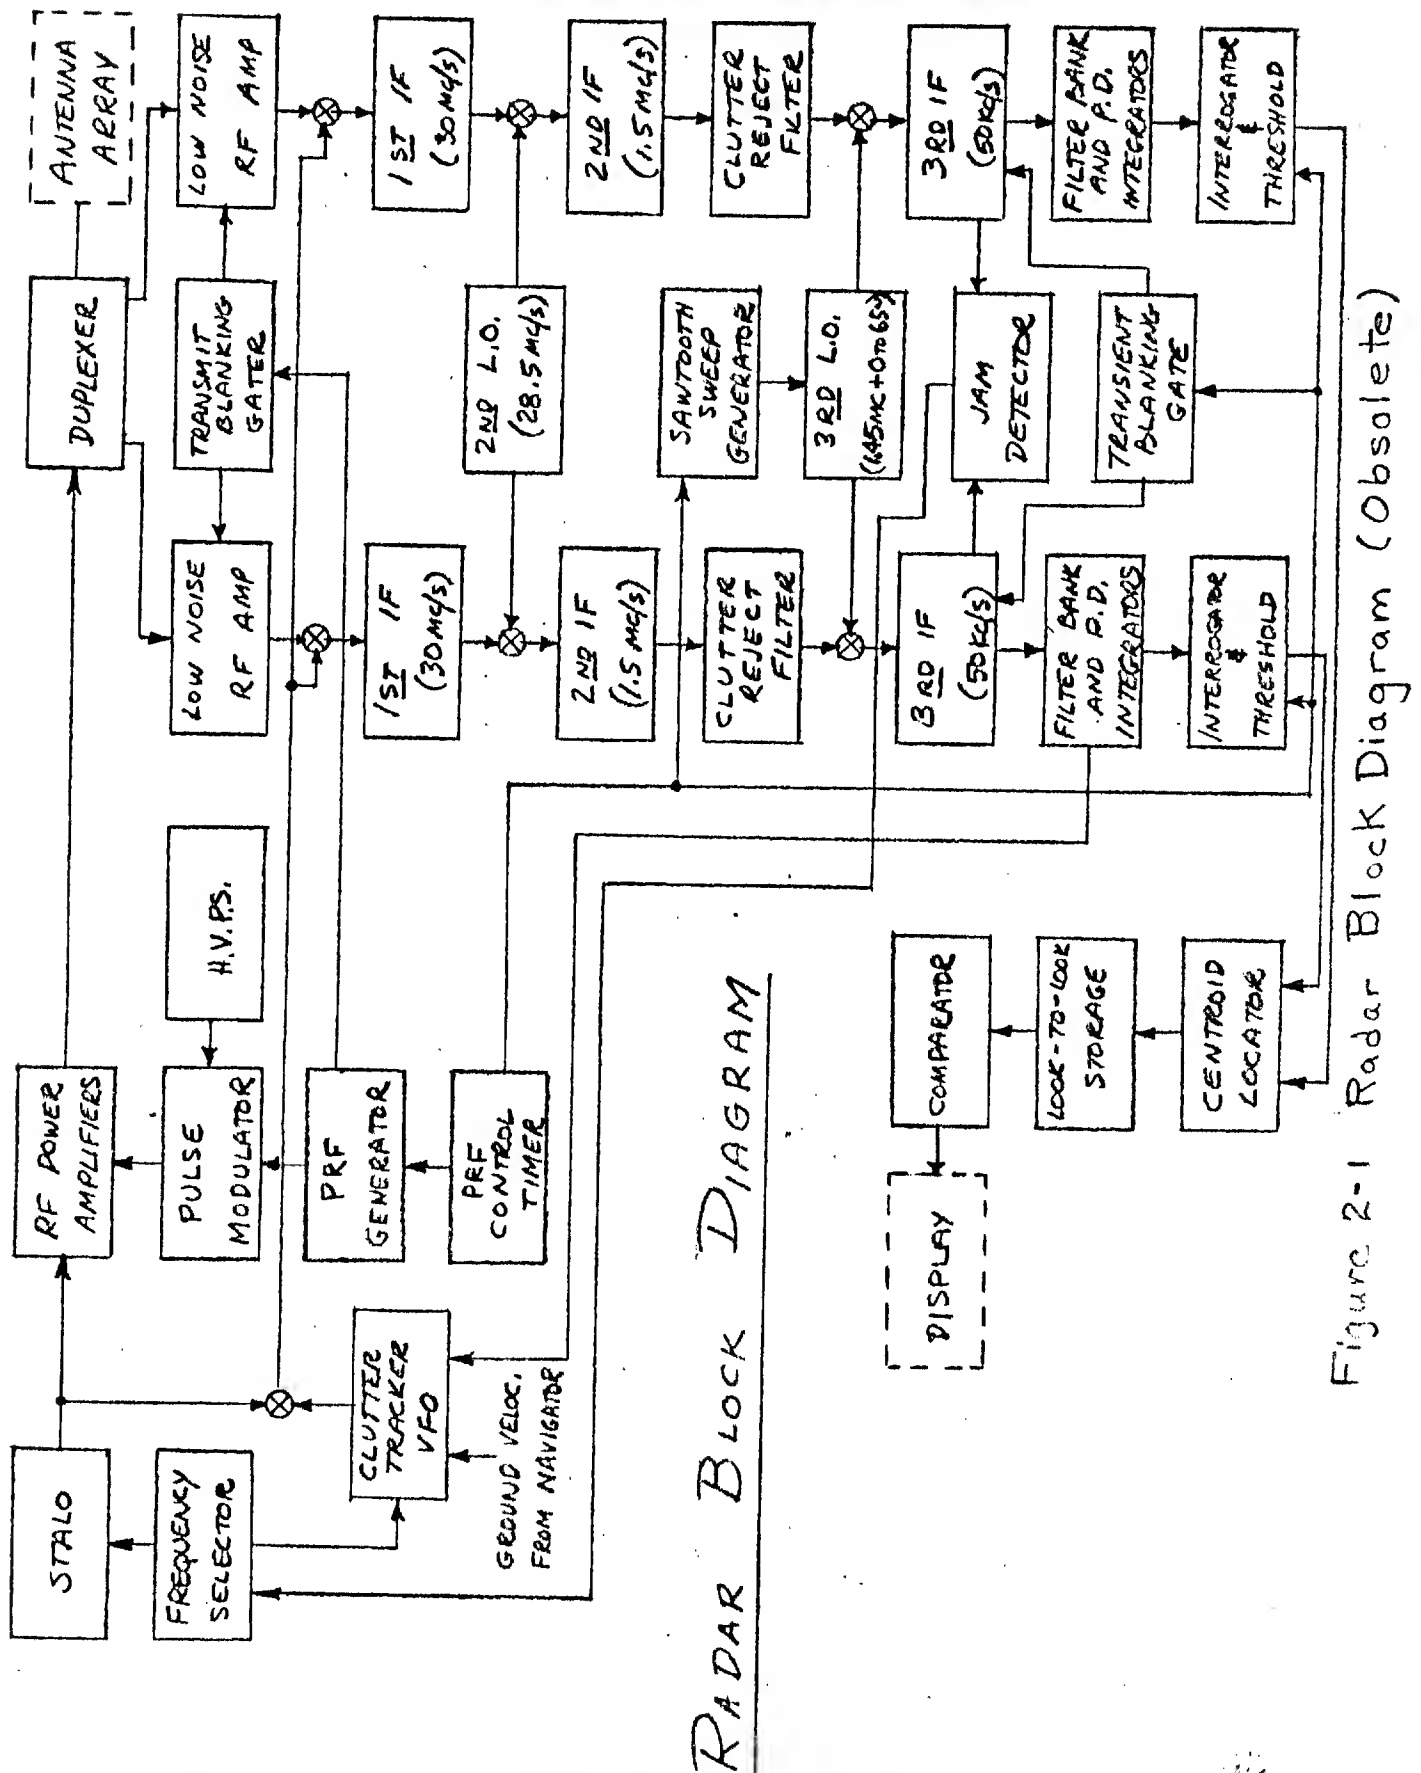 STALO
FREQUENCY
SELECTOR
RF POWER
AMPLIFIERS
PULSE
MODULATOR
H.V.P.S.
PRF
GENERATOR
PRF
CONTROL
TIMER
CLUTTER
TRACKER
VFO
GROUND VELOC.
FROM NAVIGATOR
DUPLEXER
ANTENNA
ARRAY
LOW NOISE
RF AMP
TRANSMIT
BLANKING
GATER
LOW NOISE
RF AMP
1ST IF
(30 MC/S)
1ST IF
(30 MC/S)
2ND L.O.
(28.5 MC/S)
2ND IF
(1.5 MC/S)
2ND IF
(1.5 MC/S)
SAWTOOTH
SWEEP
GENERATOR
CLUTTER
REJECT
FILTER
CLUTTER
REJECT
FILTER
3RD L.O.
3RD IF
(50KC/S)
JAM
DETECTOR
3RD IF
(50KC/S)
FILTER BANK
AND P.D.
INTEGRATORS
TRANSIENT
BLANKING
GATE
FILTER BANK
AND P.D.
INTEGRATORS
INTERROGATOR
&
THRESHOLD
INTERROGATOR
&
THRESHOLD
COMPARATOR
LOOK-TO-LOOK
STORAGE
CENTROID
LOCATOR
DISPLAY
RADAR BLOCK DIAGRAM
Figure 2-1 Radar Block Diagram (Obsolete)